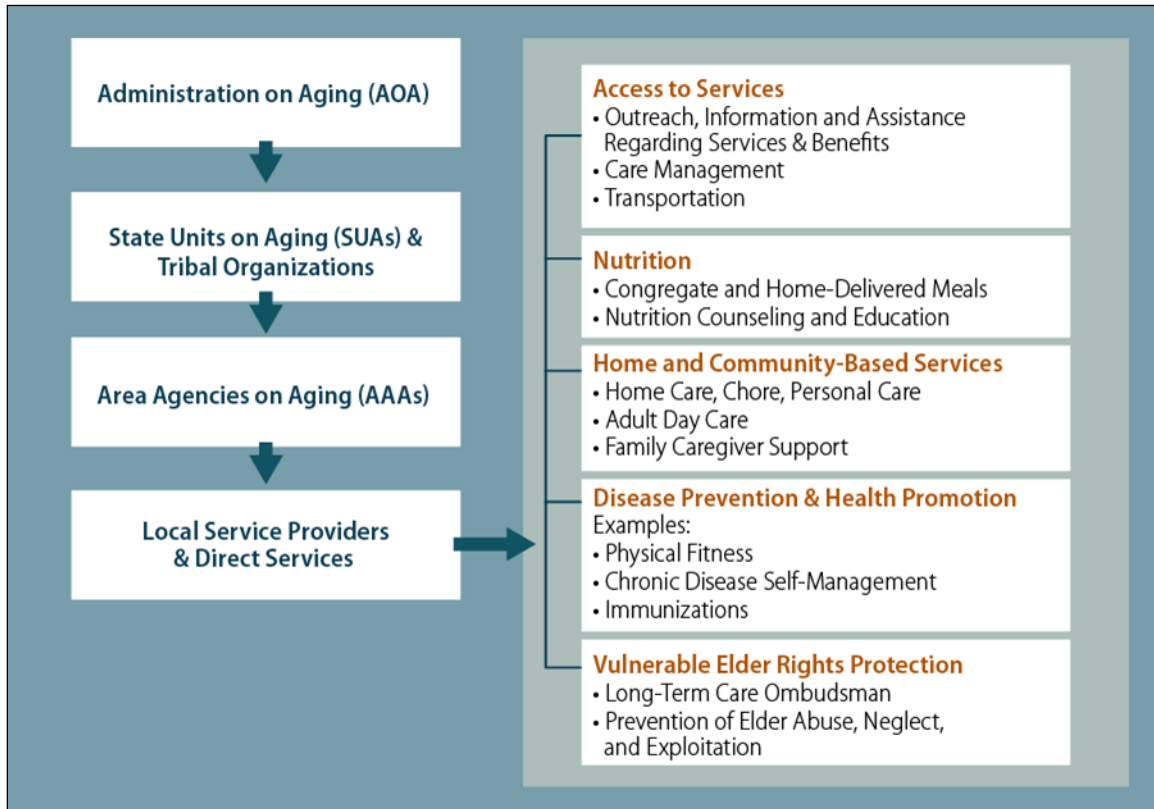 Administration on Aging (AOA)
State Units on Aging (SUAs) &
Tribal Organizations
Area Agencies on Aging (AAAs)
Local Service Providers
& Direct Services
Access to Services
• Outreach, Information and Assistance
Regarding Services & Benefits
• Care Management
• Transportation
Nutrition
• Congregate and Home-Delivered Meals
• Nutrition Counseling and Education
Home and Community-Based Services
• Home Care, Chore, Personal Care
• Adult Day Care
• Family Caregiver Support
Disease Prevention & Health Promotion
Examples:
• Physical Fitness
• Chronic Disease Self-Management
• Immunizations
Vulnerable Elder Rights Protection
• Long-Term Care Ombudsman
• Prevention of Elder Abuse, Neglect,
and Exploitation